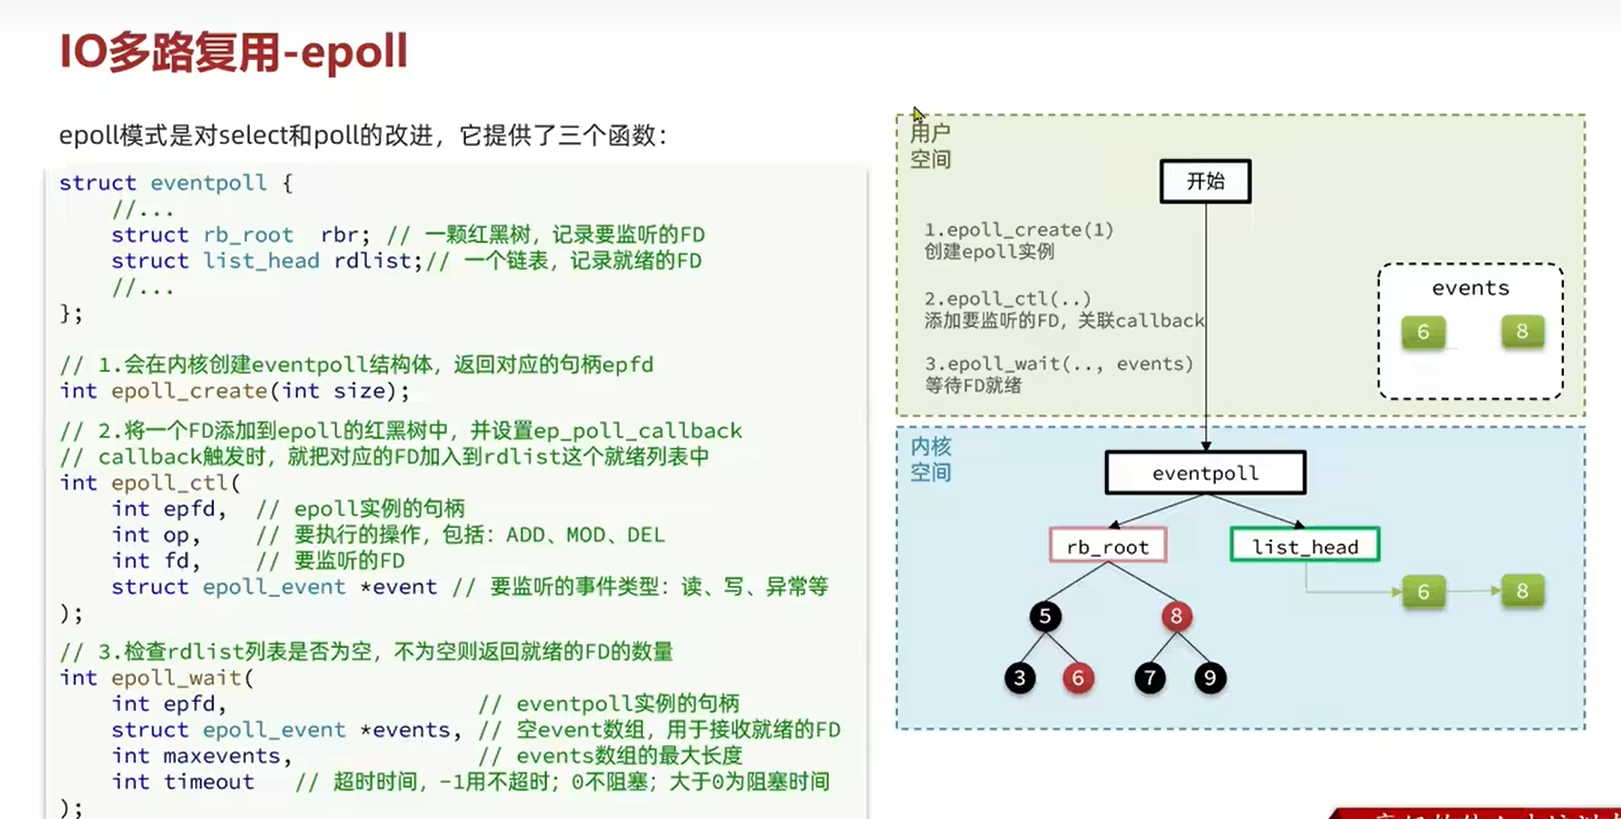 IO多路复用-epoll
epoll模式是对select和poll的改进，它提供了三个函数：
struct eventpoll {
//...
struct rb_root  rbr; // 一颗红黑树，记录要监听的FD
struct list_head rdlist;// 一个链表，记录就绪的FD
//...
};
// 1.会在内核创建eventpoll结构体，返回对应的句柄epfd
int epoll_create(int size);
// 2.将一个FD添加到epoll的红黑树中，并设置ep_poll_callback
// callback触发时，就把对应的FD加入到rdlist这个就绪列表中
int epoll_ctl(
int epfd,  // epoll实例的句柄
int op,    // 要执行的操作，包括：ADD、MOD、DEL
int fd,    // 要监听的FD
struct epoll_event *event // 要监听的事件类型：读、写、异常等
);
// 3.检查rdlist列表是否为空，不为空则返回就绪的FD的数量
int epoll_wait(
int epfd,                   // eventpoll实例的句柄
struct epoll_event *events, // 空event数组，用于接收就绪的FD
int maxevents,              // events数组的最大长度
int timeout   // 超时时间，-1用不超时；0不阻塞；大于0为阻塞时间
);
用户
空间
开始
1.epoll_create(1)
创建epoll实例
2.epoll_ctl(..)
添加要监听的FD，关联callback
3.epoll_wait(.., events)
等待FD就绪
events
6 8
内核
空间
eventpoll
rb_root list_head
6 8
5 8
3 6 7 9